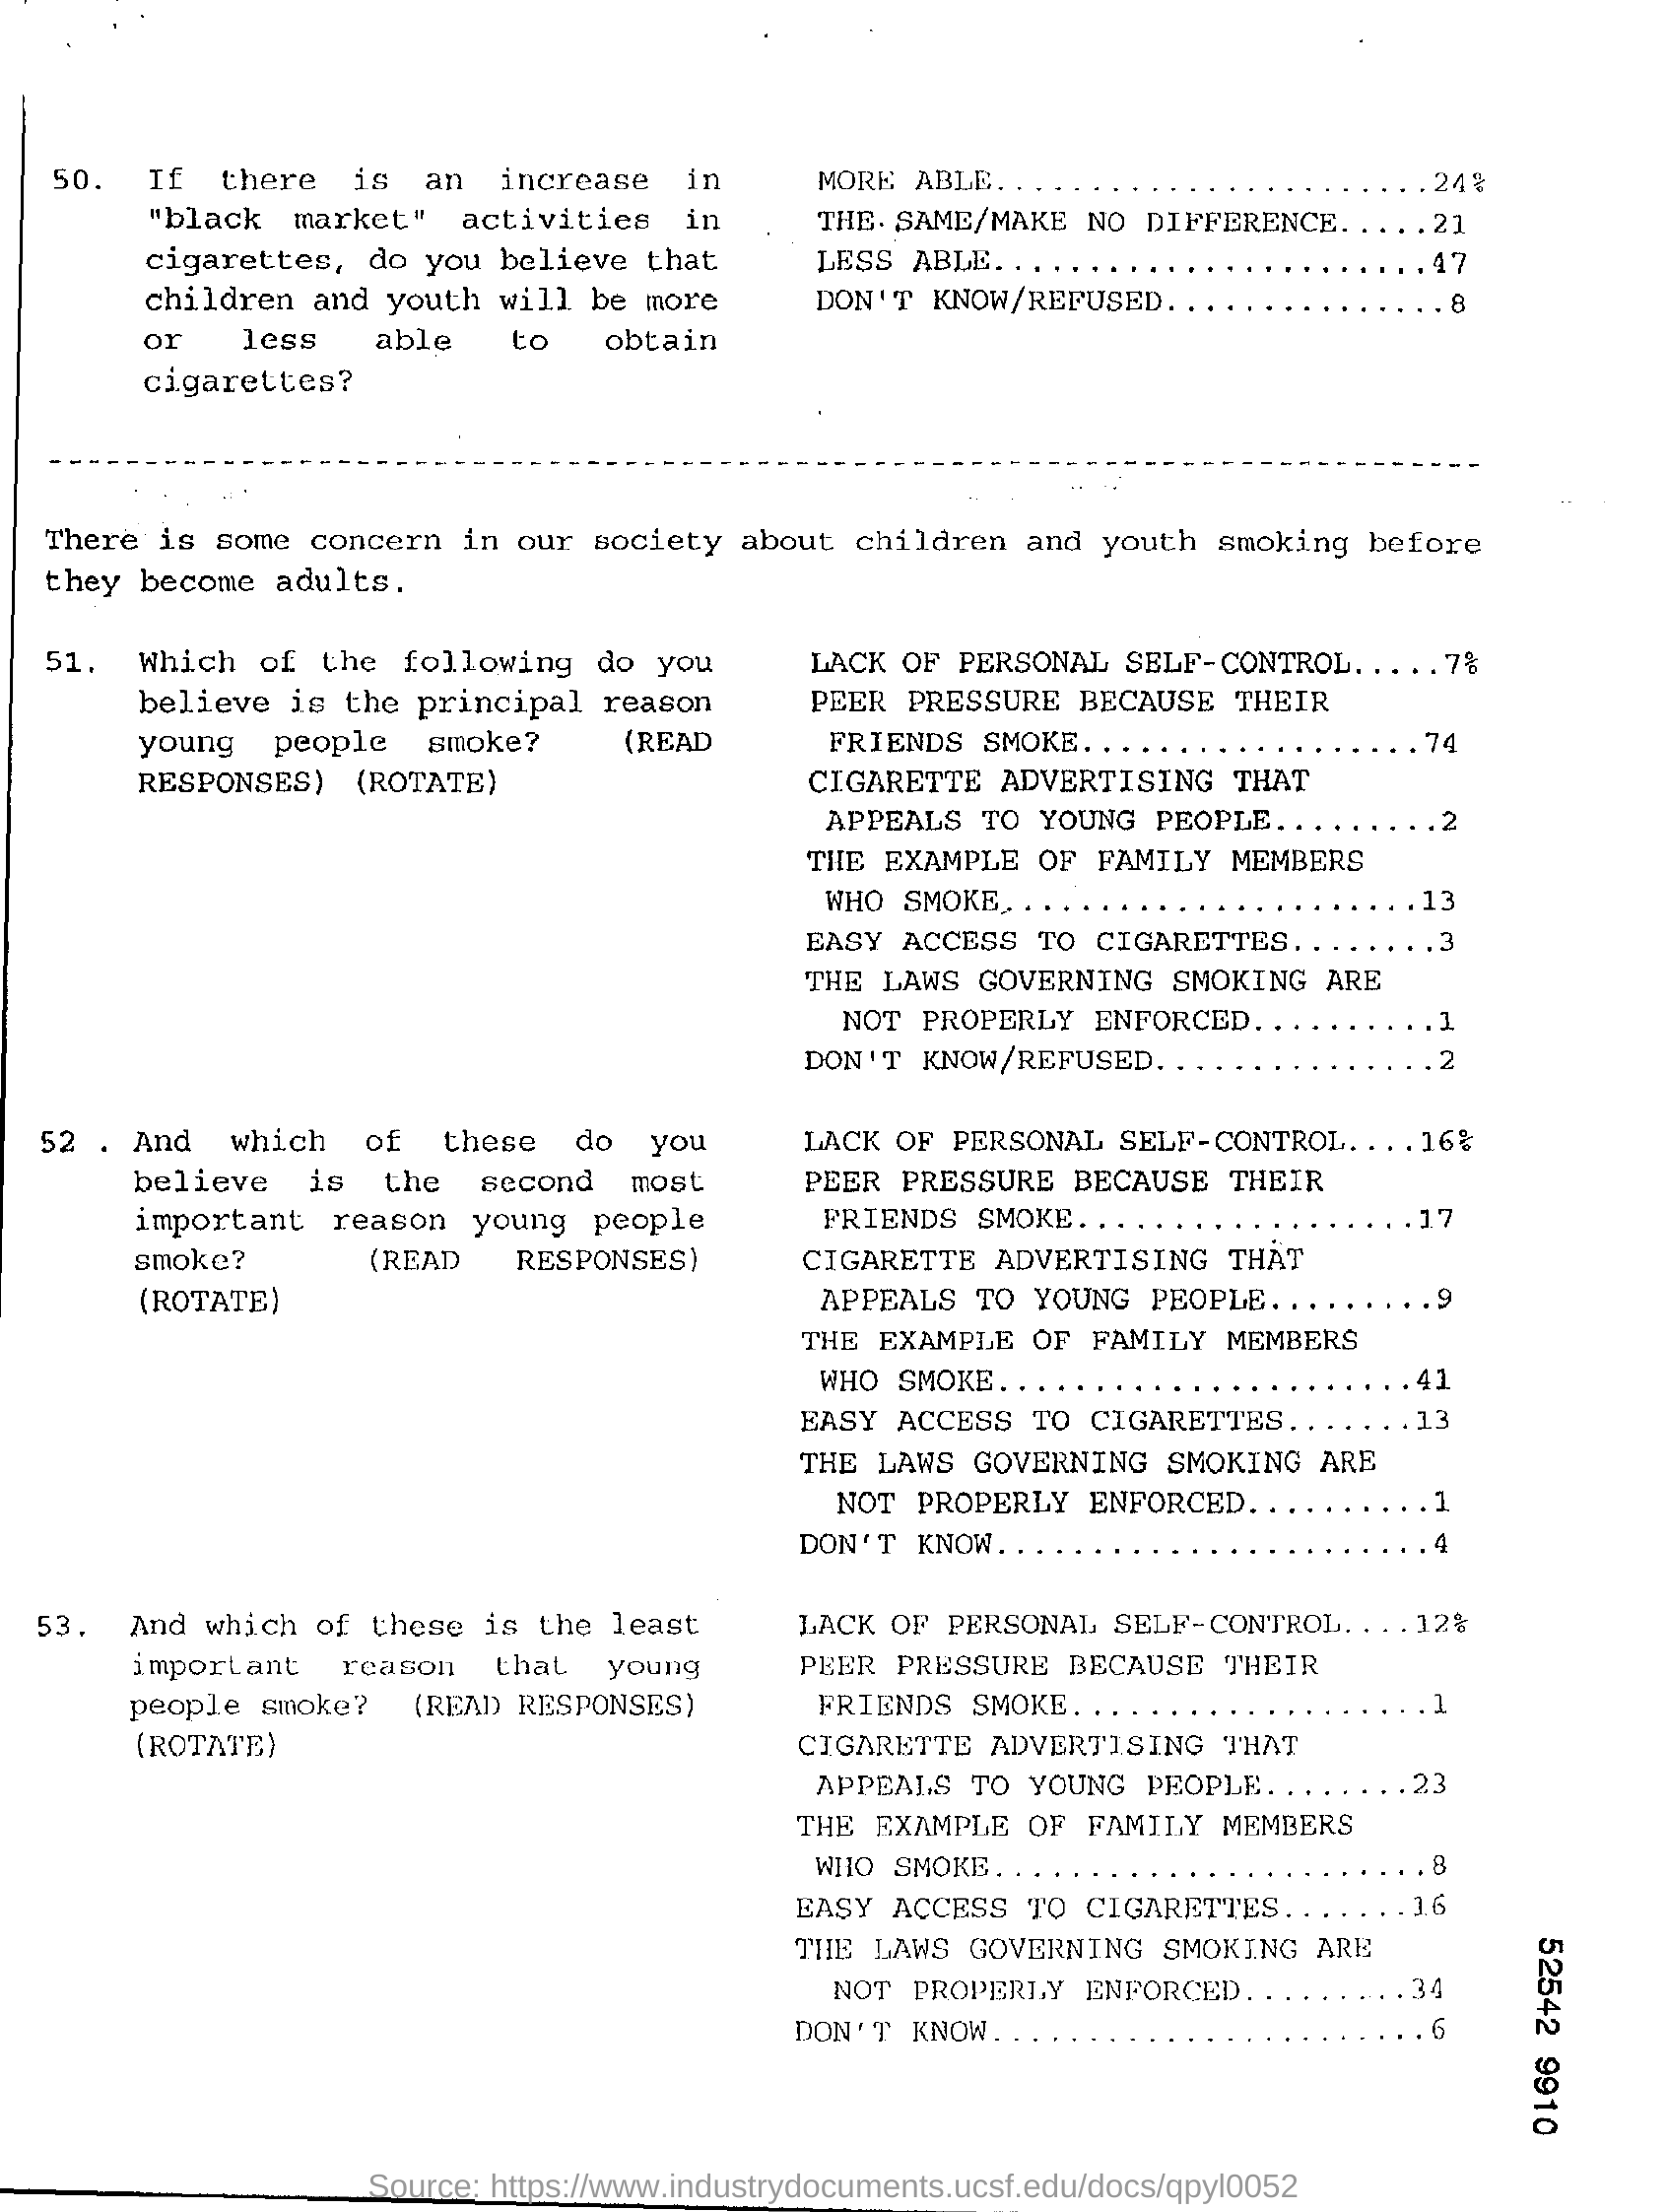 50. If there is an increase in "black market" activities in cigarettes, do you believe that children and youth will be more or less able to obtain cigarettes?
MORE ABLE.......................24%
THE SAME/MAKE NO DIFFERENCE.....21
LESS ABLE.......................47
DON'T KNOW/REFUSED...............8
There is some concern in our society about children and youth smoking before
they become adults.
51. Which of the following do you
believe is the principal reason
young people smoke? (READ
RESPONSES) (ROTATE)
LACK OF PERSONAL SELF-CONTROL.....7%
PEER PRESSURE BECAUSE THEIR
FRIENDS SMOKE..................74
CIGARETTE ADVERTISING THAT
APPEALS TO YOUNG PEOPLE.........2
THE EXAMPLE OF FAMILY MEMBERS
WHO SMOKE......................13
EASY ACCESS TO CIGARETTES........3
THE LAWS GOVERNING SMOKING ARE
NOT PROPERLY ENFORCED..........1
DON'T KNOW/REFUSED...............2
52 . And which of these do you
believe is the second most
important reason young people
smoke? (READ RESPONSES)
(ROTATE)
LACK OF PERSONAL SELF-CONTROL....16%
PEER PRESSURE BECAUSE THEIR
FRIENDS SMOKE..................17
CIGARETTE ADVERTISING THAT
APPEALS TO YOUNG PEOPLE.........9
THE EXAMPLE OF FAMILY MEMBERS
WHO SMOKE......................41
EASY ACCESS TO CIGARETTES.......13
THE LAWS GOVERNING SMOKING ARE
NOT PROPERLY ENFORCED..........1
DON'T KNOW.......................4
53. And which of these is the least
important reason that young
people smoke? (READ RESPONSES)
(ROTATE)
LACK OF PERSONAL SELF-CONTROL....12%
PEER PRESSURE BECAUSE THEIR
FRIENDS SMOKE...................1
CIGARETTE ADVERTISING THAT
APPEALS TO YOUNG PEOPLE........23
THE EXAMPLE OF FAMILY MEMBERS
WHO SMOKE.......................8
EASY ACCESS TO CIGARETTES.......16
THE LAWS GOVERNING SMOKING ARE
NOT PROPERLY ENFORCED.........34
DON'T KNOW.......................6
52542 9910
Source: https://www.industrydocuments.ucsf.edu/docs/qpyl0052